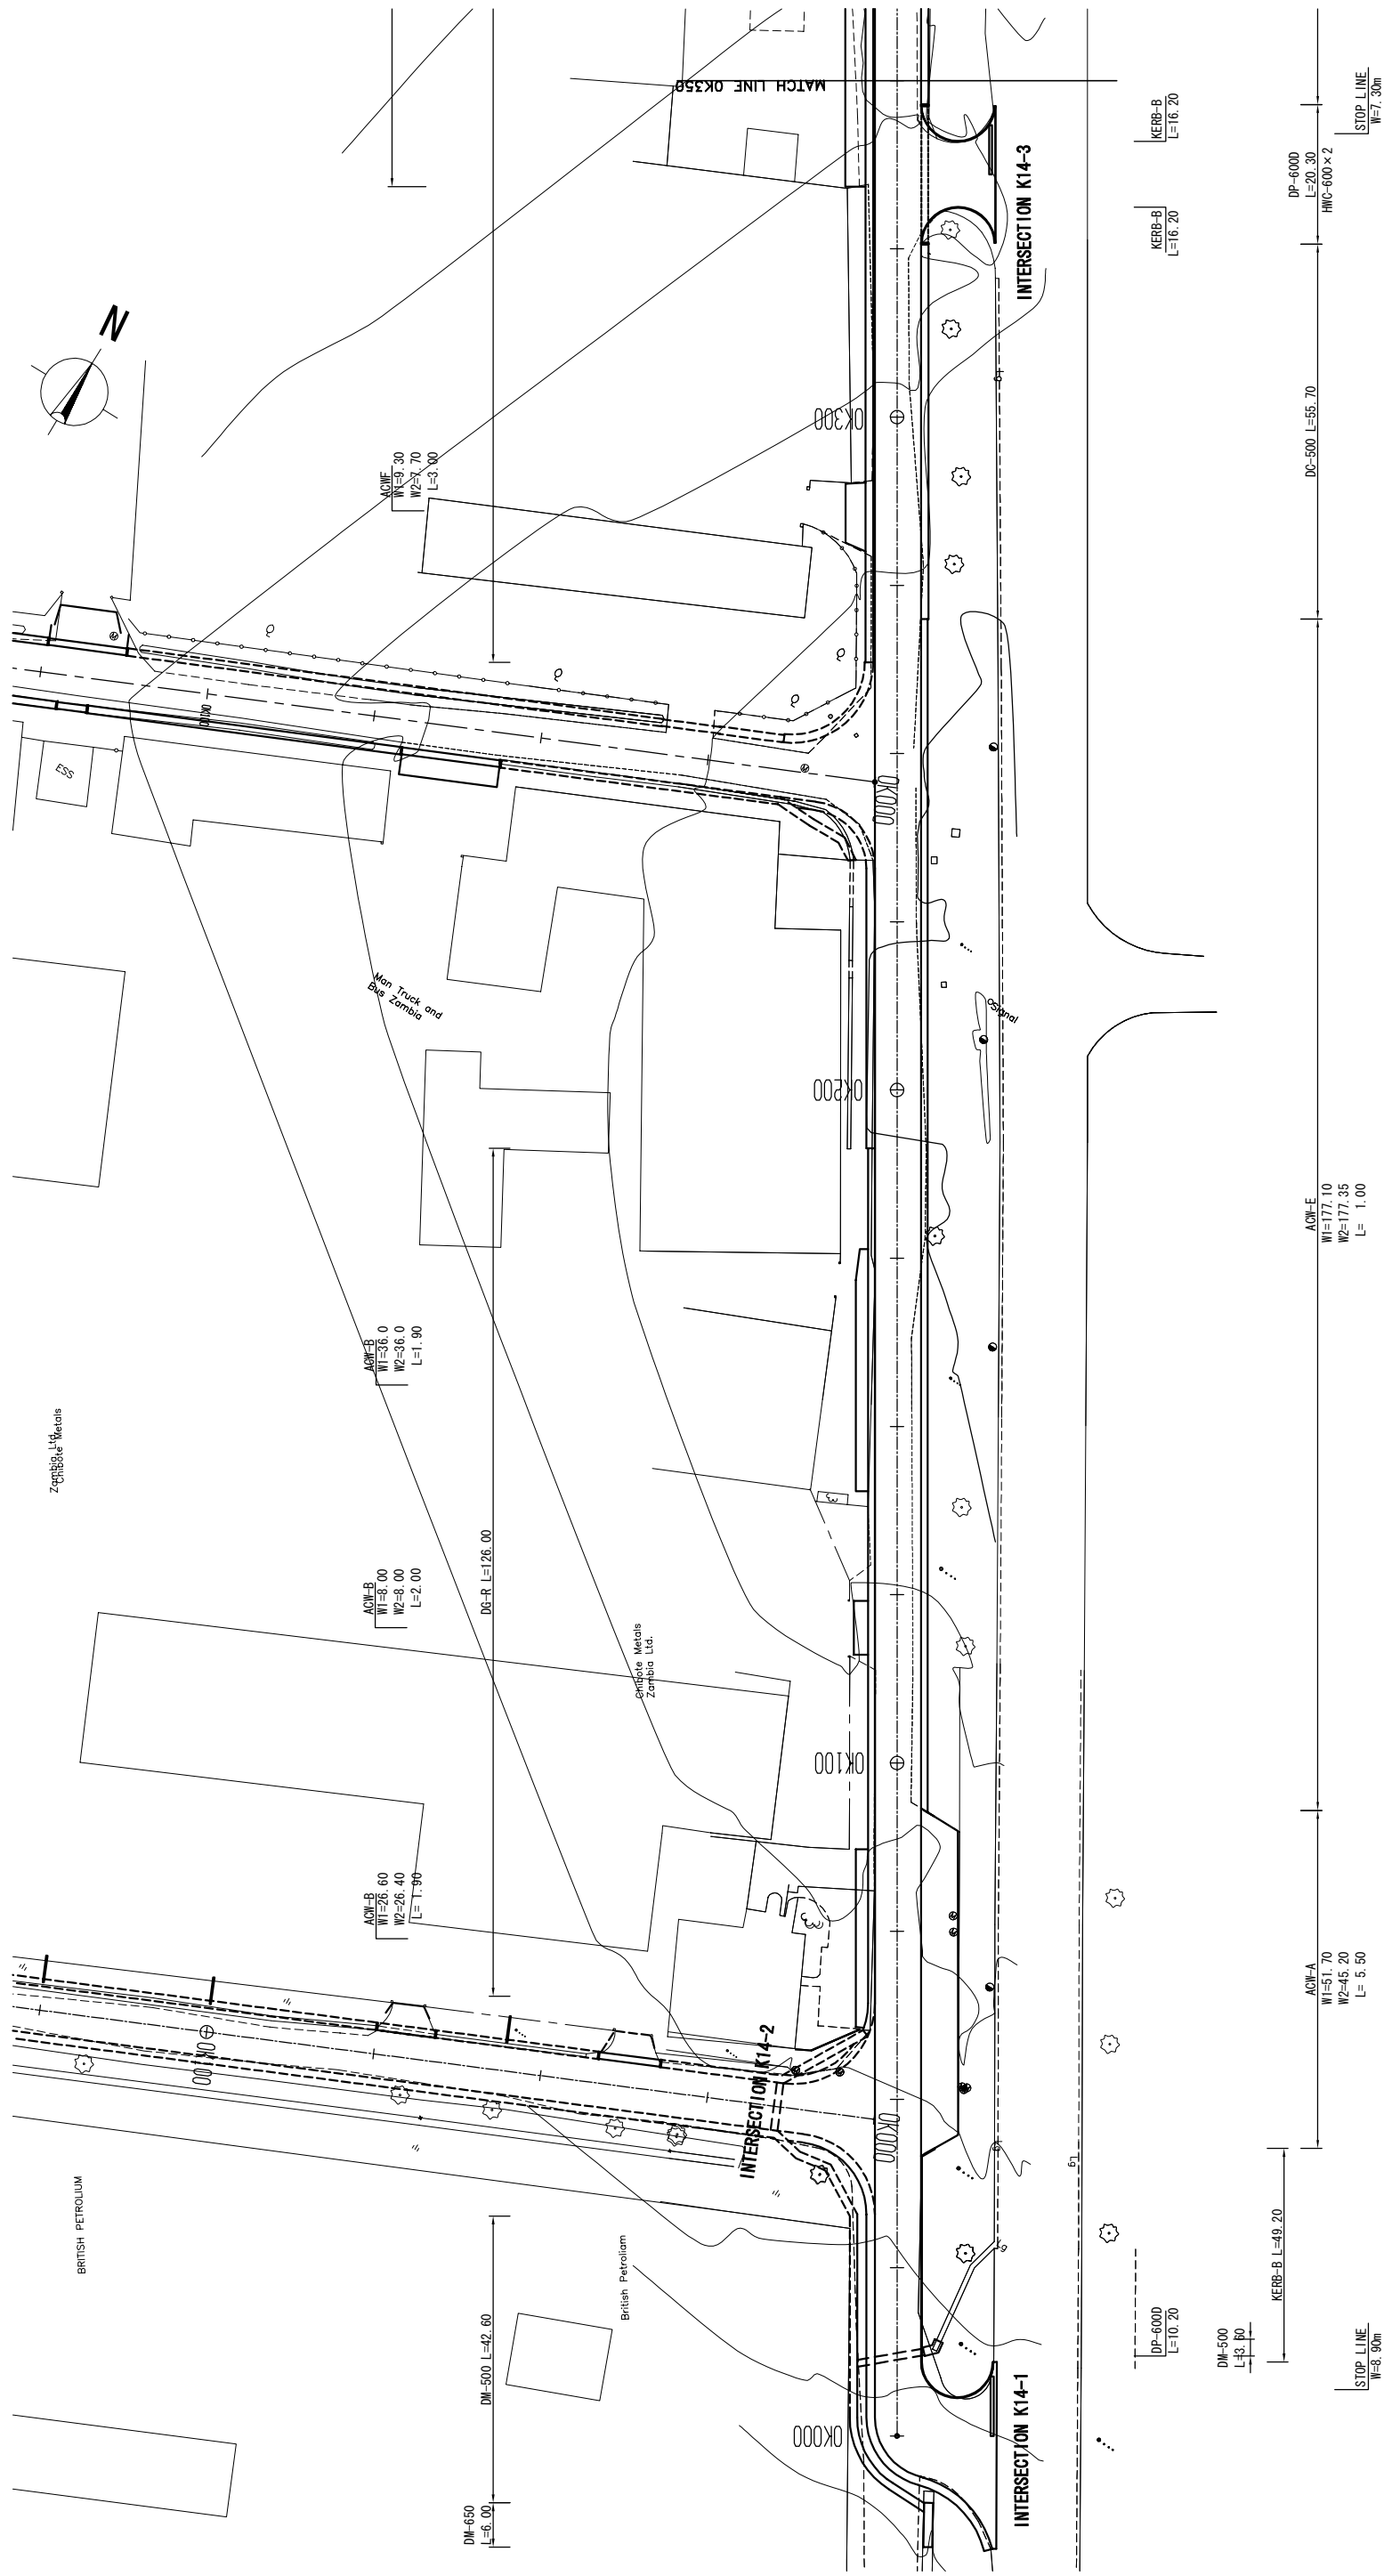 MATCH LINE 0K350
STOP LINE
W=7.30m
KERB-B
L=16.20
KERB-B
L=16.20
DP-600D
L=20.30
HWC-600×2
INTERSECTION K14-3
N
DC-500 L=55.70
0K300
ACWF
W1=9.30
W2=7.70
L=3.00
ESS
0K000
Man Truck and
Bus Zambia
Signal
0K200
ACW-E
W1=177.10
W2=177.35
L= 1.00
ACW-B
W1=36.0
W2=36.0
L=1.90
Zambia Ltd.
Chibote Metals
DG-R L=126.00
ACW-B
W1=8.00
W2=8.00
L=2.00
Chibote Metals
Zambia Ltd.
0K100
ACW-B
W1=26.60
W2=26.40
L= 1.90
ACW-A
W1=51.70
W2=45.20
L= 5.50
INTERSECTION K14-2
0K100
0K000
Lg
BRITISH PETROLIUM
British Petroliam
KERB-B L=49.20
DM-500 L=42.60
DP-600D
L=10.20
DM-500
L=3.60
STOP LINE
W=8.90m
0K000
INTERSECTION K14-1
DM-650
L=6.00